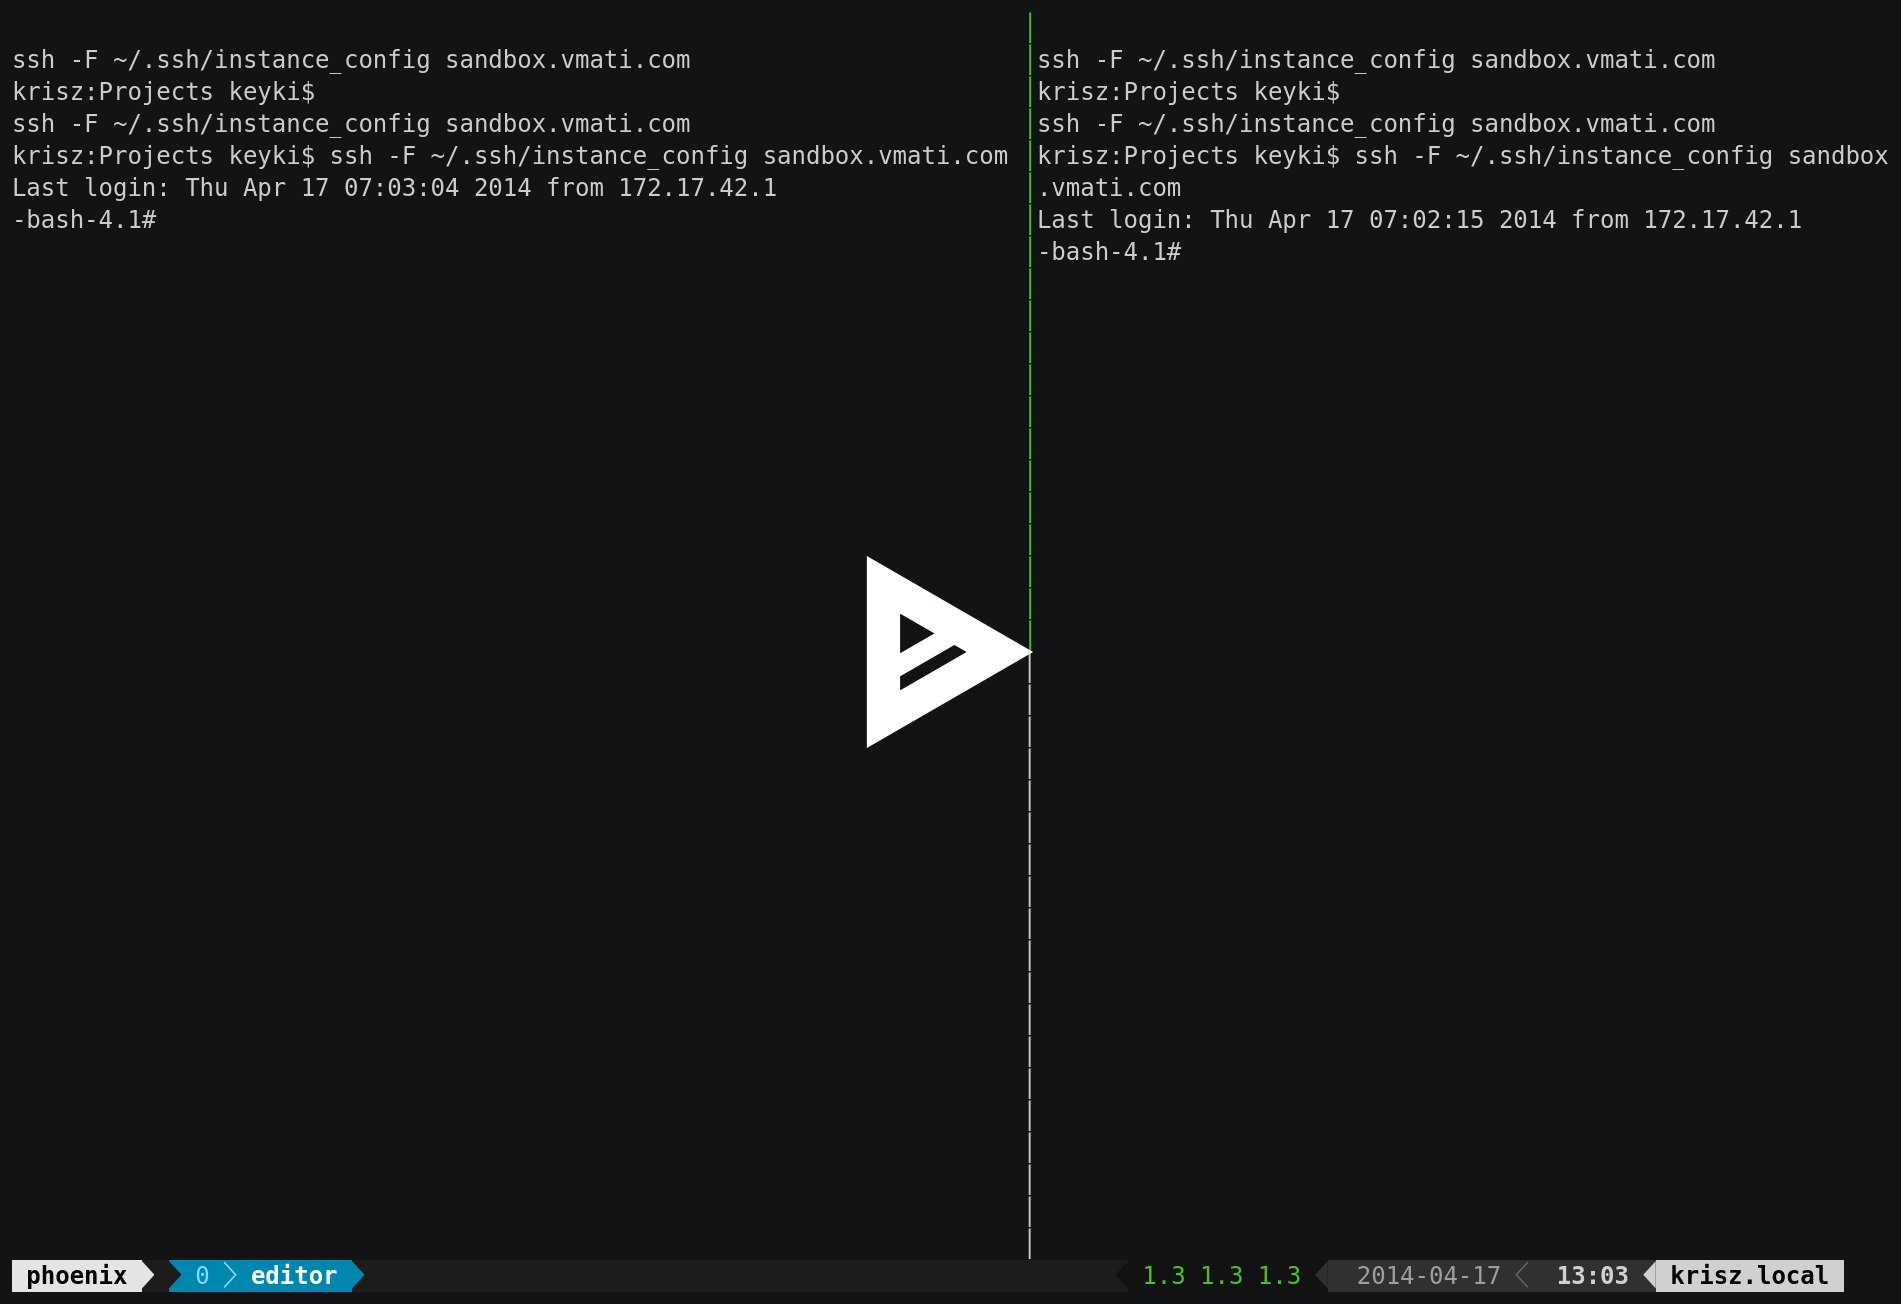 ssh -F ~/.ssh/instance_config sandbox.vmati.com
krisz:Projects keyki$
ssh -F ~/.ssh/instance_config sandbox.vmati.com
krisz:Projects keyki$ ssh -F ~/.ssh/instance_config sandbox.vmati.com
Last login: Thu Apr 17 07:03:04 2014 from 172.17.42.1
-bash-4.1#
ssh -F ~/.ssh/instance_config sandbox.vmati.com
krisz:Projects keyki$
ssh -F ~/.ssh/instance_config sandbox.vmati.com
krisz:Projects keyki$ ssh -F ~/.ssh/instance_config sandbox
.vmati.com
Last login: Thu Apr 17 07:02:15 2014 from 172.17.42.1
-bash-4.1#
phoenix 0 editor 1.3 1.3 1.3 2014-04-17 13:03 krisz.local